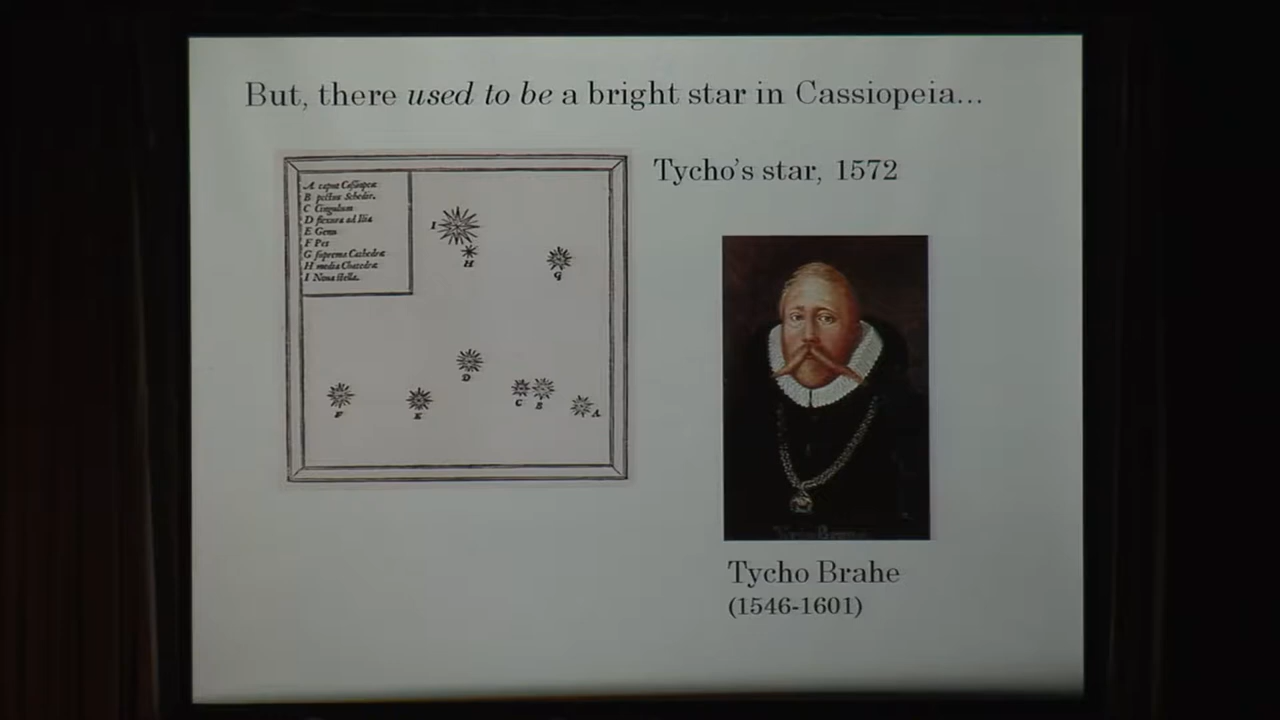 But, there used to be a bright star in Cassiopeia...
Tycho's star, 1572
A caput Cassiopeæ
B pectus Schedir.
C Cingulum
D flexura ad Ilia
E Genu
F Pes
G suprema Cathedræ
H media Chatedræ
I Noua stella.
I
H
G
D
F
E
C
B
A
Tycho Brahe
(1546-1601)